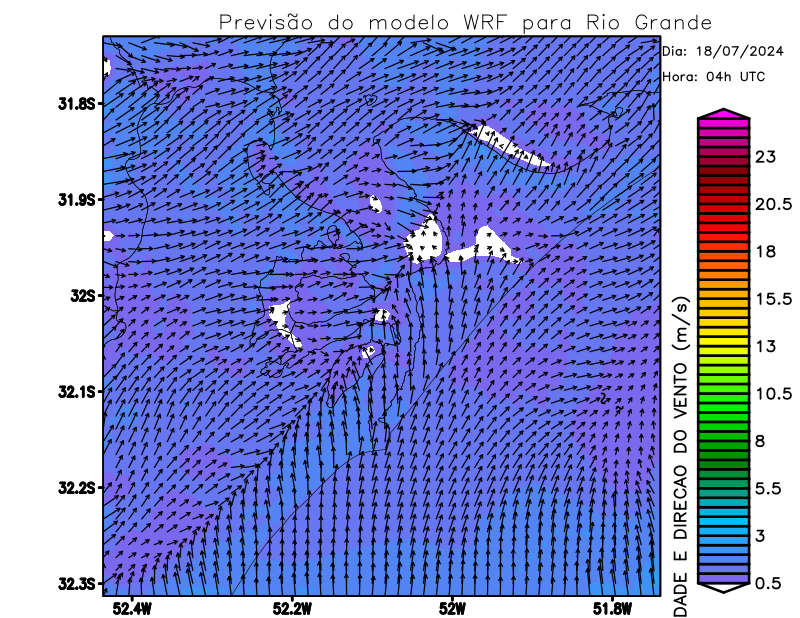 Previsão do modelo WRF para Rio Grande
Dia: 18/07/2024
Hora: 04h UTC
31.8S
31.9S
32S
32.1S
32.2S
32.3S
52.4W
52.2W
52W
51.8W
23
20.5
18
15.5
13
10.5
8
5.5
3
0.5
DADE E DIRECAO DO VENTO (m/s)